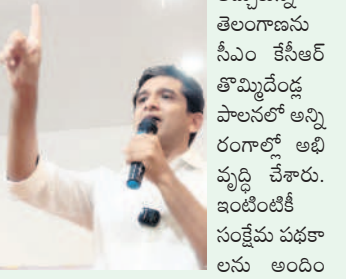 తెలంగాణను
సీఎం కేసీఆర్
తొమ్మిదేండ్ల
పాలనలో అన్ని
రంగాల్లో అభి
వృద్ధి చేశారు.
ఇంటింటికీ
సంక్షేమ పథకా
లను అందిం